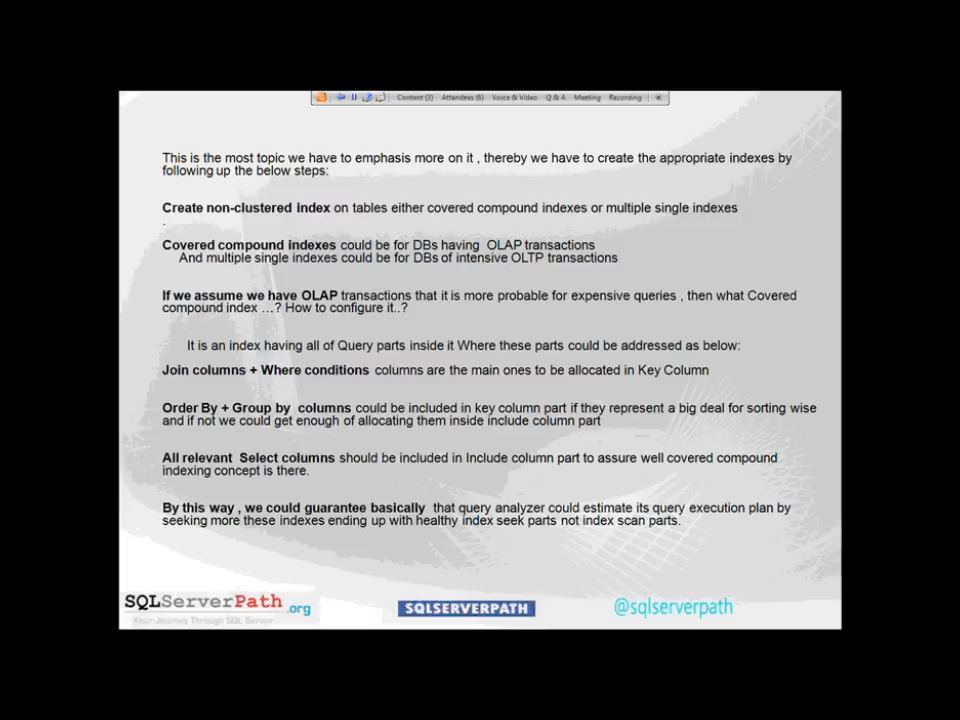 Content (3) Attendees (6) Voice & Video Q & A Meeting Recording
This is the most topic we have to emphasis more on it , thereby we have to create the appropriate indexes by
following up the below steps:
Create non-clustered index on tables either covered compound indexes or multiple single indexes
.
Covered compound indexes could be for DBs having OLAP transactions
And multiple single indexes could be for DBs of intensive OLTP transactions
If we assume we have OLAP transactions that it is more probable for expensive queries , then what Covered
compound index …? How to configure it..?
It is an index having all of Query parts inside it Where these parts could be addressed as below:
Join columns + Where conditions columns are the main ones to be allocated in Key Column
Order By + Group by columns could be included in key column part if they represent a big deal for sorting wise
and if not we could get enough of allocating them inside include column part
All relevant Select columns should be included in Include column part to assure well covered compound
indexing concept is there.
By this way , we could guarantee basically that query analyzer could estimate its query execution plan by
seeking more these indexes ending up with healthy index seek parts not index scan parts.
SQLServerPath.org
Your Journey Through SQL Server
SQLSERVERPATH
@sqlserverpath